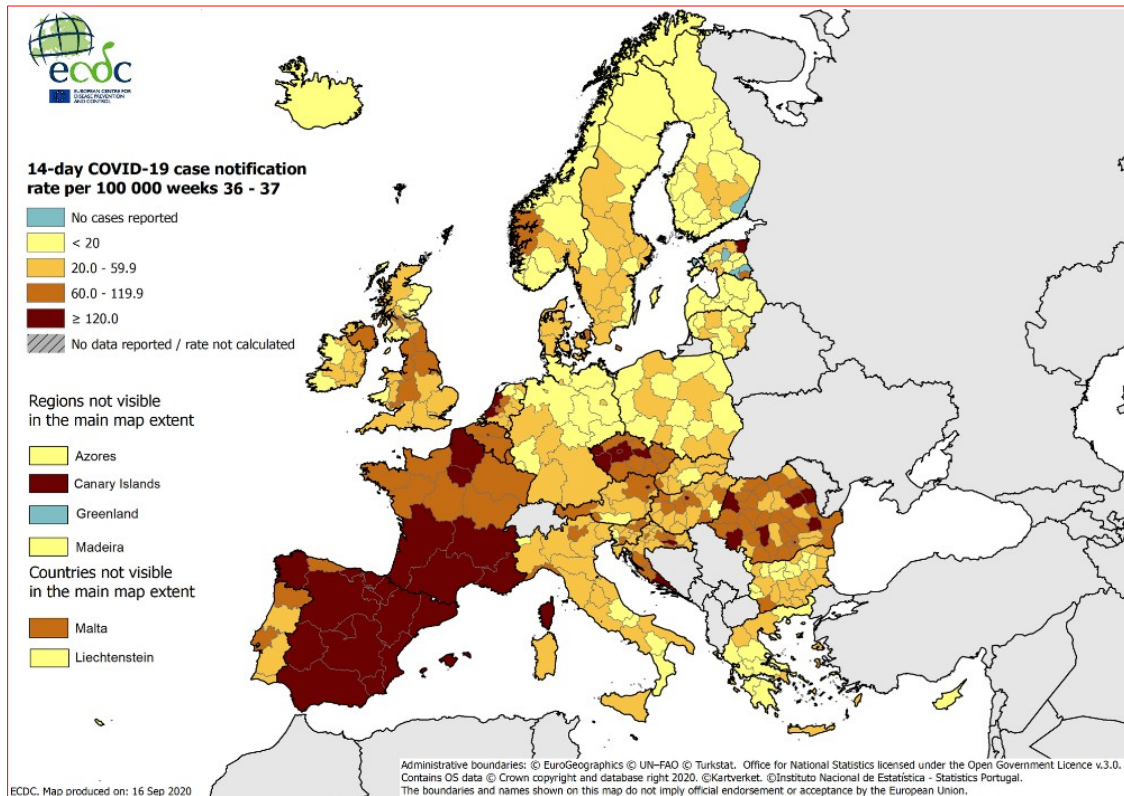 ecdc
EUROPEAN CENTRE FOR
DISEASE PREVENTION
AND CONTROL
14-day COVID-19 case notification
rate per 100 000 weeks 36 - 37
No cases reported
< 20
20.0 - 59.9
60.0 - 119.9
≥ 120.0
No data reported / rate not calculated
Regions not visible
in the main map extent
Azores
Canary Islands
Greenland
Madeira
Countries not visible
in the main map extent
Malta
Liechtenstein
Administrative boundaries: © EuroGeographics © UN–FAO © Turkstat. Office for National Statistics licensed under the Open Government Licence v.3.0.
Contains OS data © Crown copyright and database right 2020. ©Kartverket. ©Instituto Nacional de Estatística - Statistics Portugal.
The boundaries and names shown on this map do not imply official endorsement or acceptance by the European Union.
ECDC. Map produced on: 16 Sep 2020